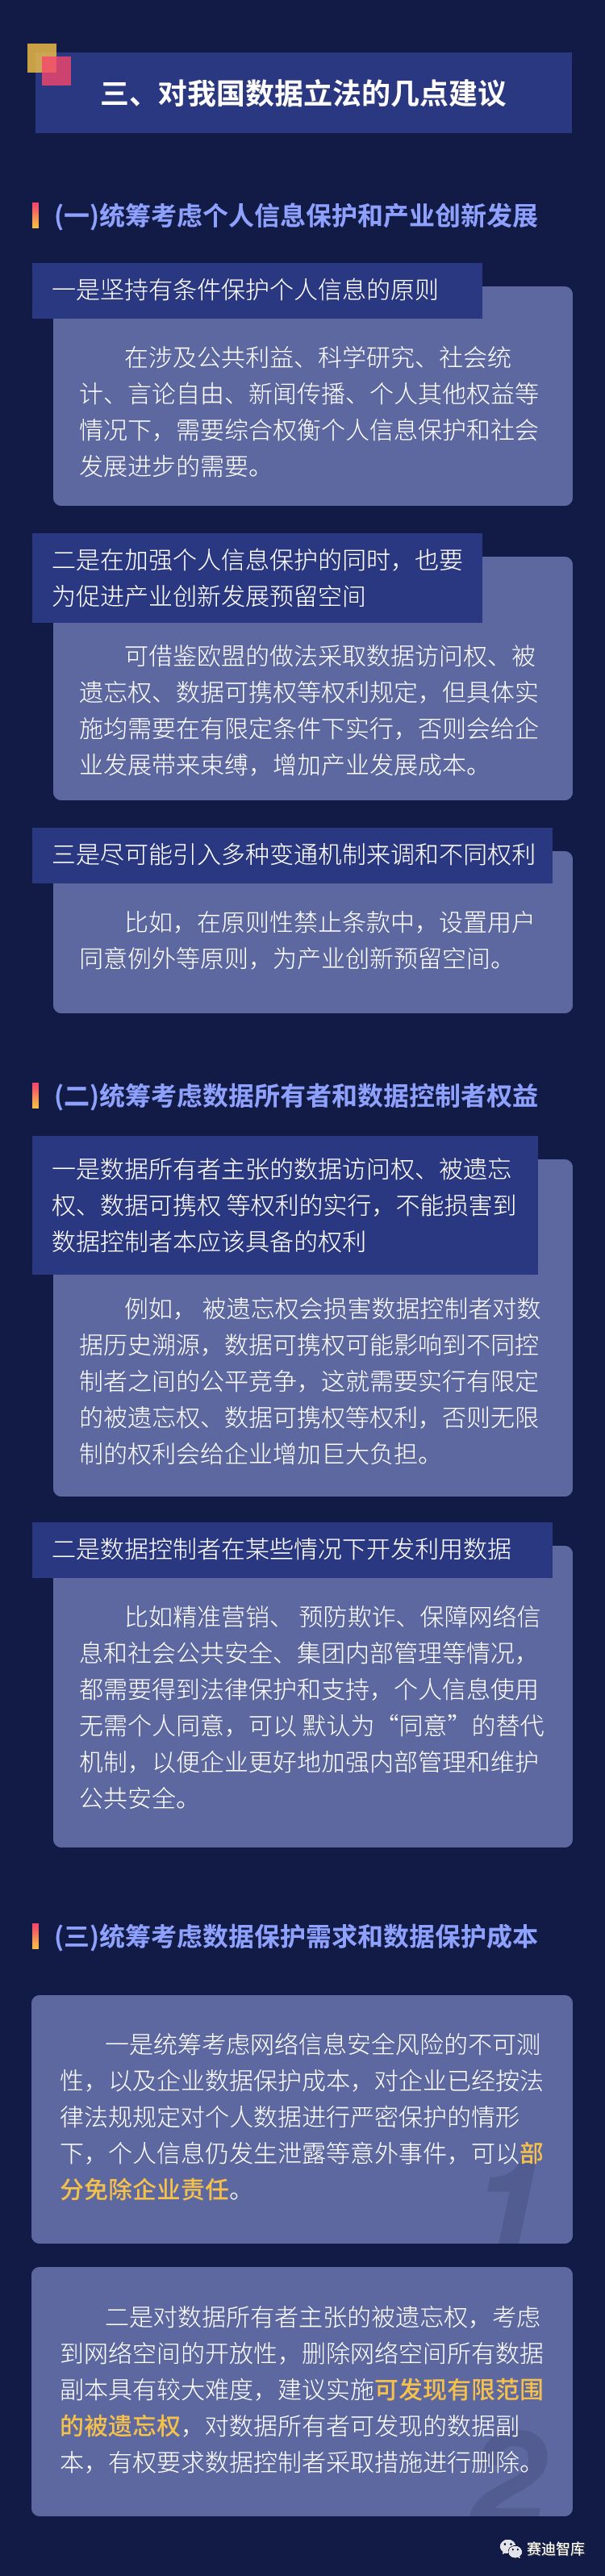 三、对我国数据立法的几点建议
(一)统筹考虑个人信息保护和产业创新发展
一是坚持有条件保护个人信息的原则
在涉及公共利益、科学研究、社会统
计、言论自由、新闻传播、个人其他权益等
情况下，需要综合权衡个人信息保护和社会
发展进步的需要。
二是在加强个人信息保护的同时，也要
为促进产业创新发展预留空间
可借鉴欧盟的做法采取数据访问权、被
遗忘权、数据可携权等权利规定，但具体实
施均需要在有限定条件下实行，否则会给企
业发展带来束缚，增加产业发展成本。
三是尽可能引入多种变通机制来调和不同权利
比如，在原则性禁止条款中，设置用户
同意例外等原则，为产业创新预留空间。
(二)统筹考虑数据所有者和数据控制者权益
一是数据所有者主张的数据访问权、被遗忘
权、数据可携权 等权利的实行，不能损害到
数据控制者本应该具备的权利
例如， 被遗忘权会损害数据控制者对数
据历史溯源，数据可携权可能影响到不同控
制者之间的公平竞争，这就需要实行有限定
的被遗忘权、数据可携权等权利，否则无限
制的权利会给企业增加巨大负担。
二是数据控制者在某些情况下开发利用数据
比如精准营销、 预防欺诈、保障网络信
息和社会公共安全、集团内部管理等情况，
都需要得到法律保护和支持，个人信息使用
无需个人同意，可以 默认为“同意”的替代
机制，以便企业更好地加强内部管理和维护
公共安全。
(三)统筹考虑数据保护需求和数据保护成本
一是统筹考虑网络信息安全风险的不可测
性，以及企业数据保护成本，对企业已经按法
律法规规定对个人数据进行严密保护的情形
下，个人信息仍发生泄露等意外事件，可以部
分免除企业责任。
1
二是对数据所有者主张的被遗忘权，考虑
到网络空间的开放性，删除网络空间所有数据
副本具有较大难度，建议实施可发现有限范围
的被遗忘权，对数据所有者可发现的数据副
本，有权要求数据控制者采取措施进行删除。
2
赛迪智库